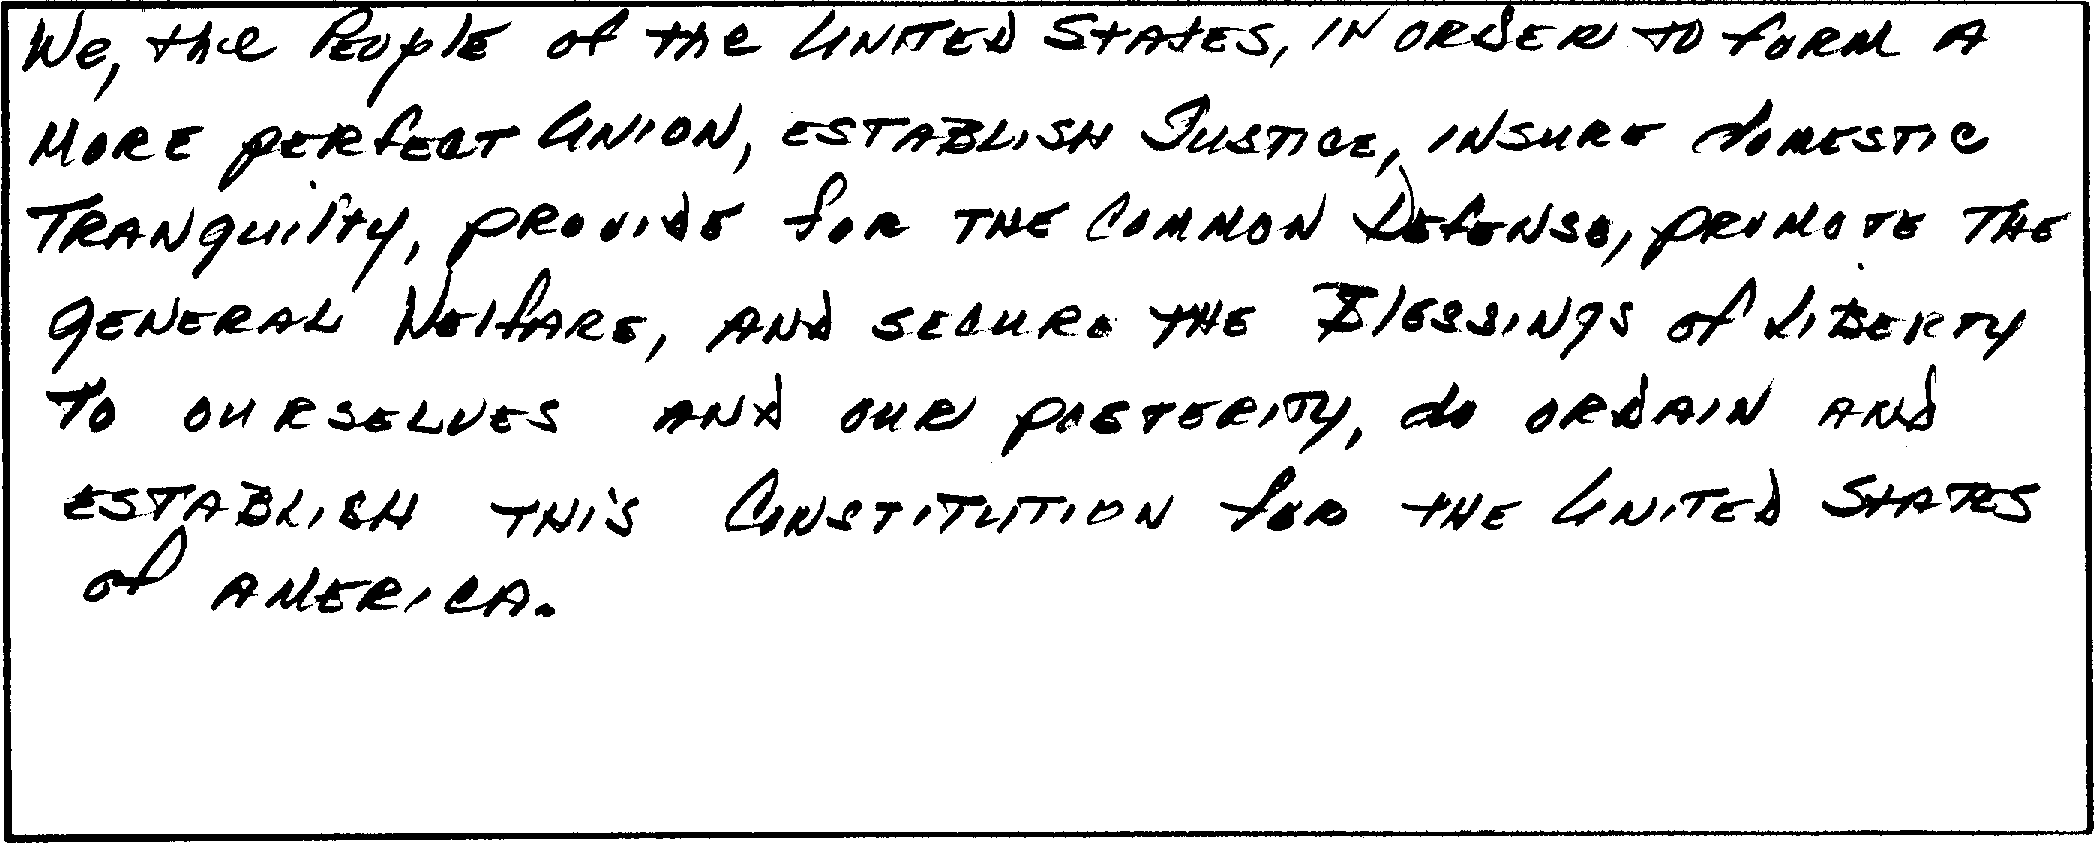 We, the People of the United States, in order to form a
more perfect Union, establish Justice, insure domestic
Tranquility, provide for the common Defense, promote the
general Welfare, and secure the Blessings of Liberty
to ourselves and our posterity, do ordain and
establish this Constitution for the United States
of America.